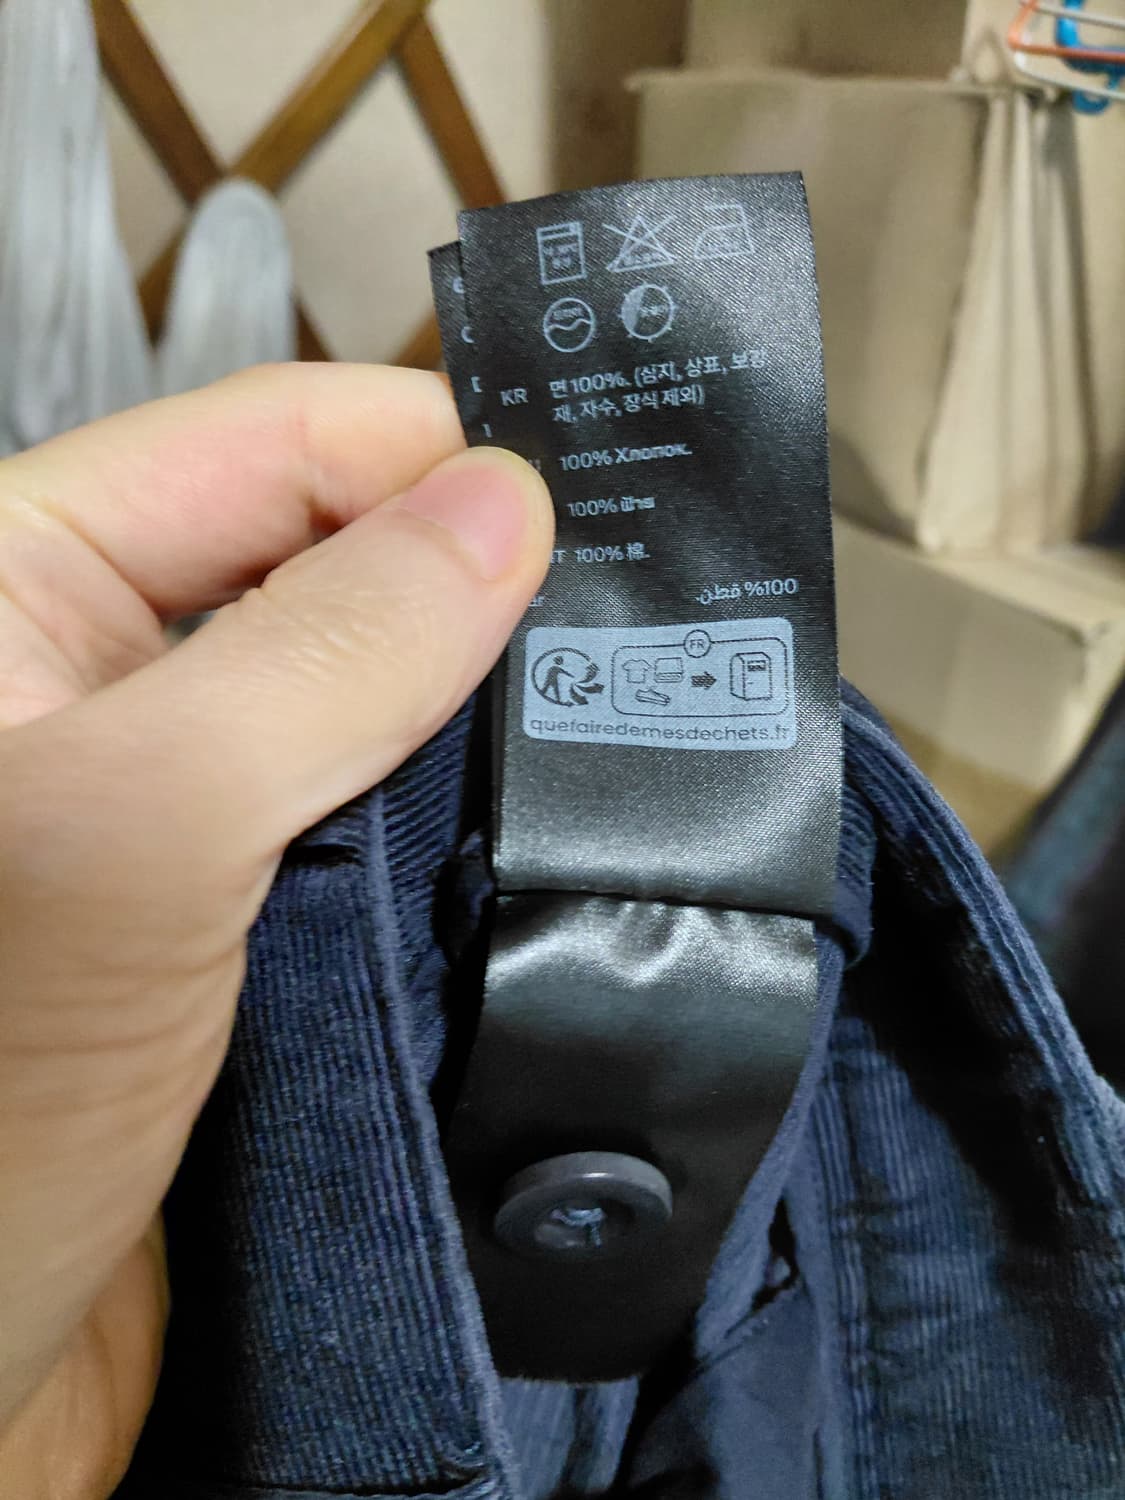 KR 면 100%. (심지, 상표, 보강
재, 자수, 장식 제외)
100% Хлопок.
100% ฝ้าย
100% 棉.
100% قطن.
FR
quefairedemesdechets.fr